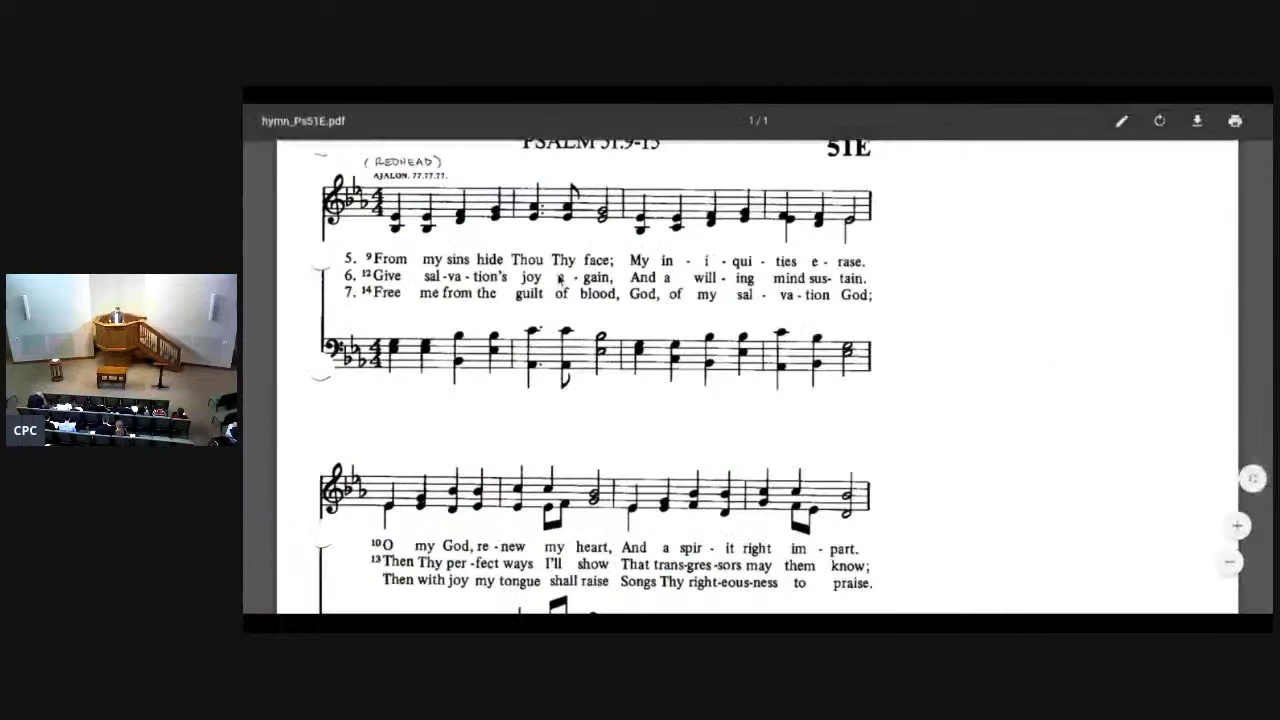 hymn_Ps51E.pdf
1 / 1
PSALM 51:9-15
51E
(REDHEAD)
AJALON. 77.77.77.
4
4
5. 9From my sins hide Thou Thy face; My in - i - qui - ties e - rase.
6. 12Give sal-va - tion's joy a - gain, And a will - ing mind sus - tain.
7. 14Free me from the guilt of blood, God, of my sal - va - tion God;
4
4
10O my God, re - new my heart, And a spir - it right im - part.
13Then Thy per -fect ways I'll show That trans-gres -sors may them know;
Then with joy my tongue shall raise Songs Thy right-eous-ness to praise.
CPC